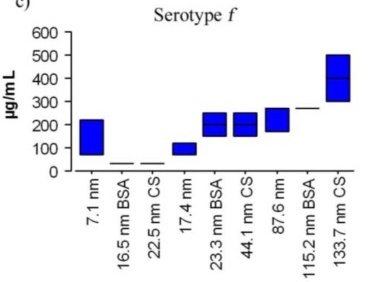 c)
Serotype f
µg/mL
600
500
400
300
200
100
0
7.1 nm
16.5 nm BSA
22.5 nm CS
17.4 nm
23.3 nm BSA
44.1 nm CS
87.6 nm
115.2 nm BSA
133.7 nm CS